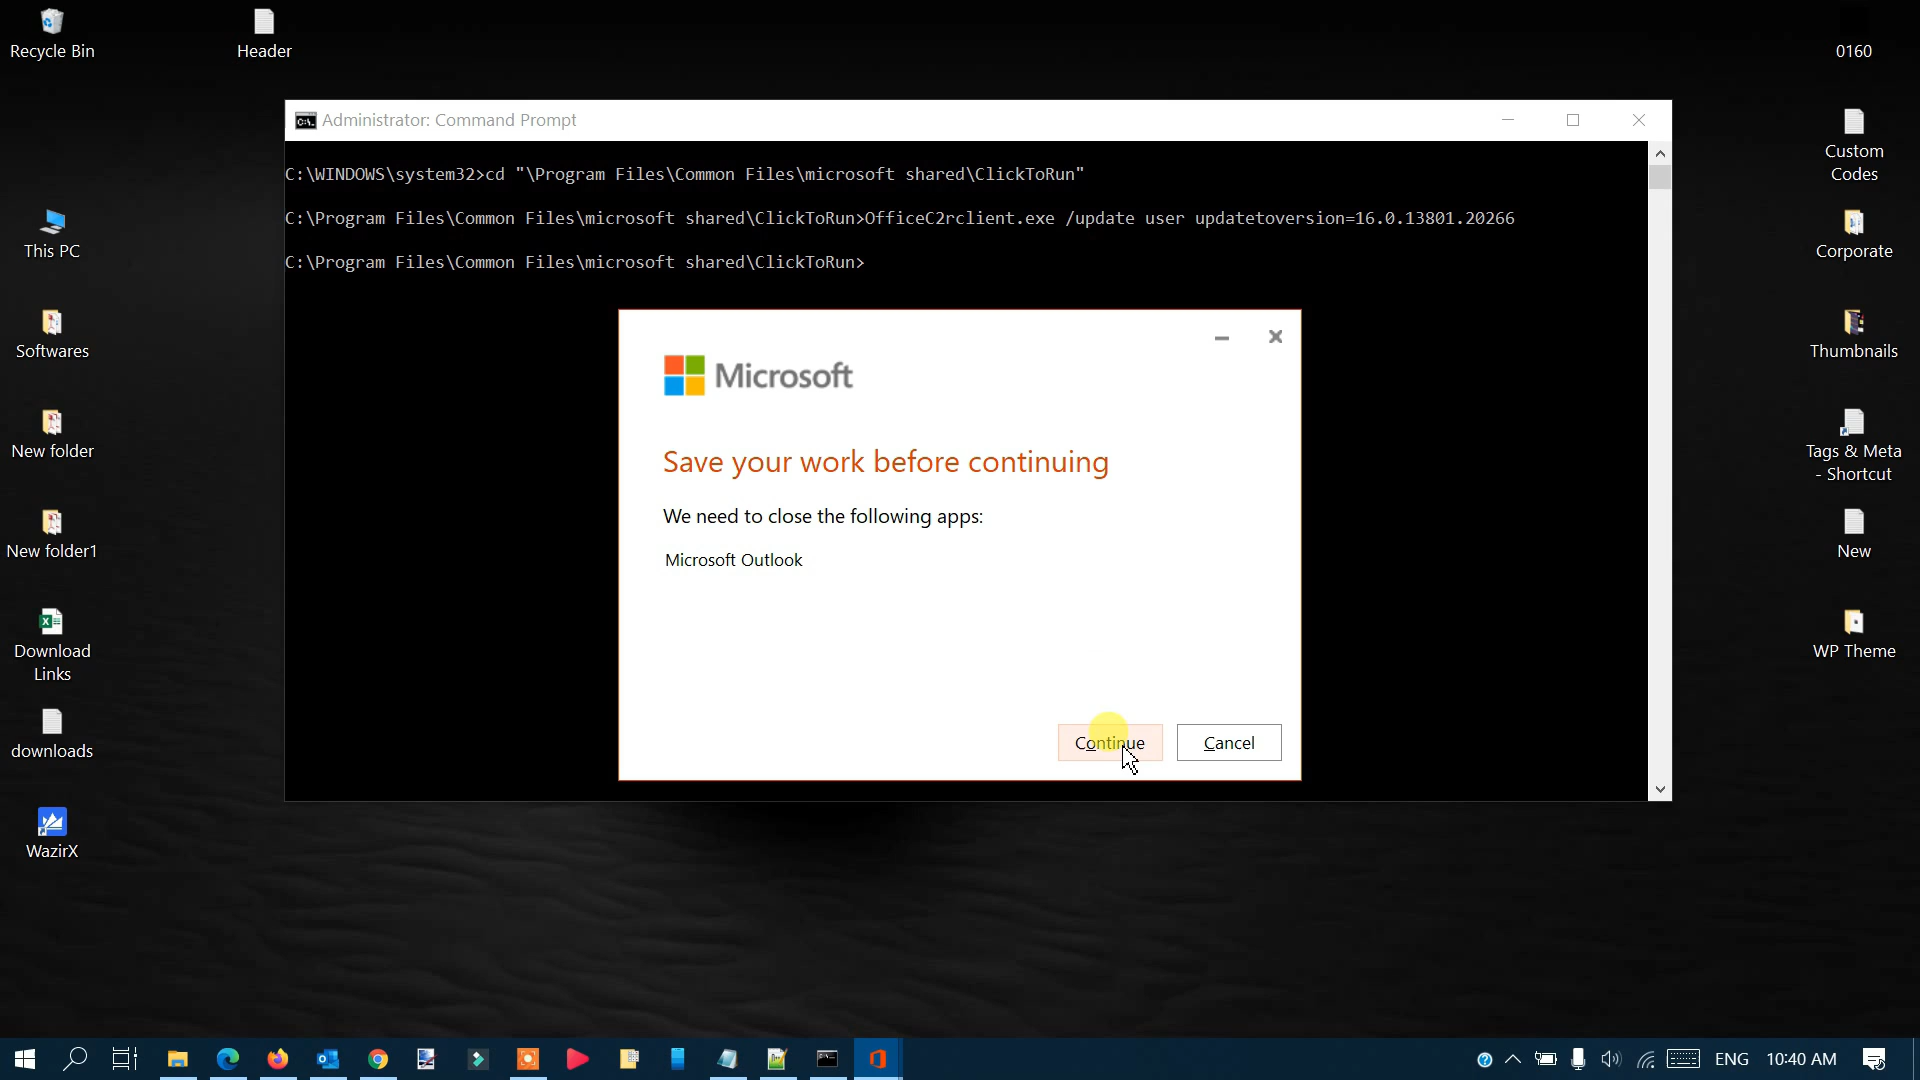 Recycle Bin
Header
0160
Administrator: Command Prompt
C:\WINDOWS\system32>cd "\Program Files\Common Files\microsoft shared\ClickToRun"
C:\Program Files\Common Files\microsoft shared\ClickToRun>OfficeC2rclient.exe /update user updatetoversion=16.0.13801.20266
C:\Program Files\Common Files\microsoft shared\ClickToRun>
Microsoft
Save your work before continuing
We need to close the following apps:
Microsoft Outlook
Continue
Cancel
This PC
Softwares
New folder
New folder1
Download
Links
downloads
WazirX
Custom
Codes
Corporate
Thumbnails
Tags & Meta
- Shortcut
New
WP Theme
ENG
10:40 AM